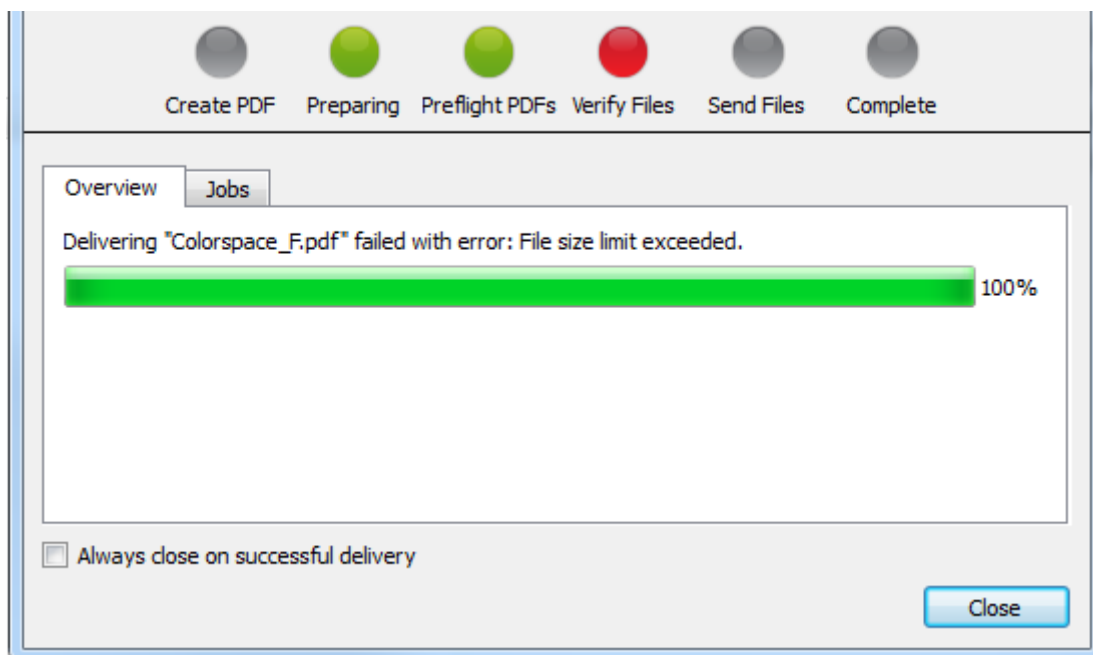 Create PDF Preparing Preflight PDFs Verify Files Send Files Complete
Overview Jobs
Delivering "Colorspace_F.pdf" failed with error: File size limit exceeded.
100%
Always close on successful delivery
Close